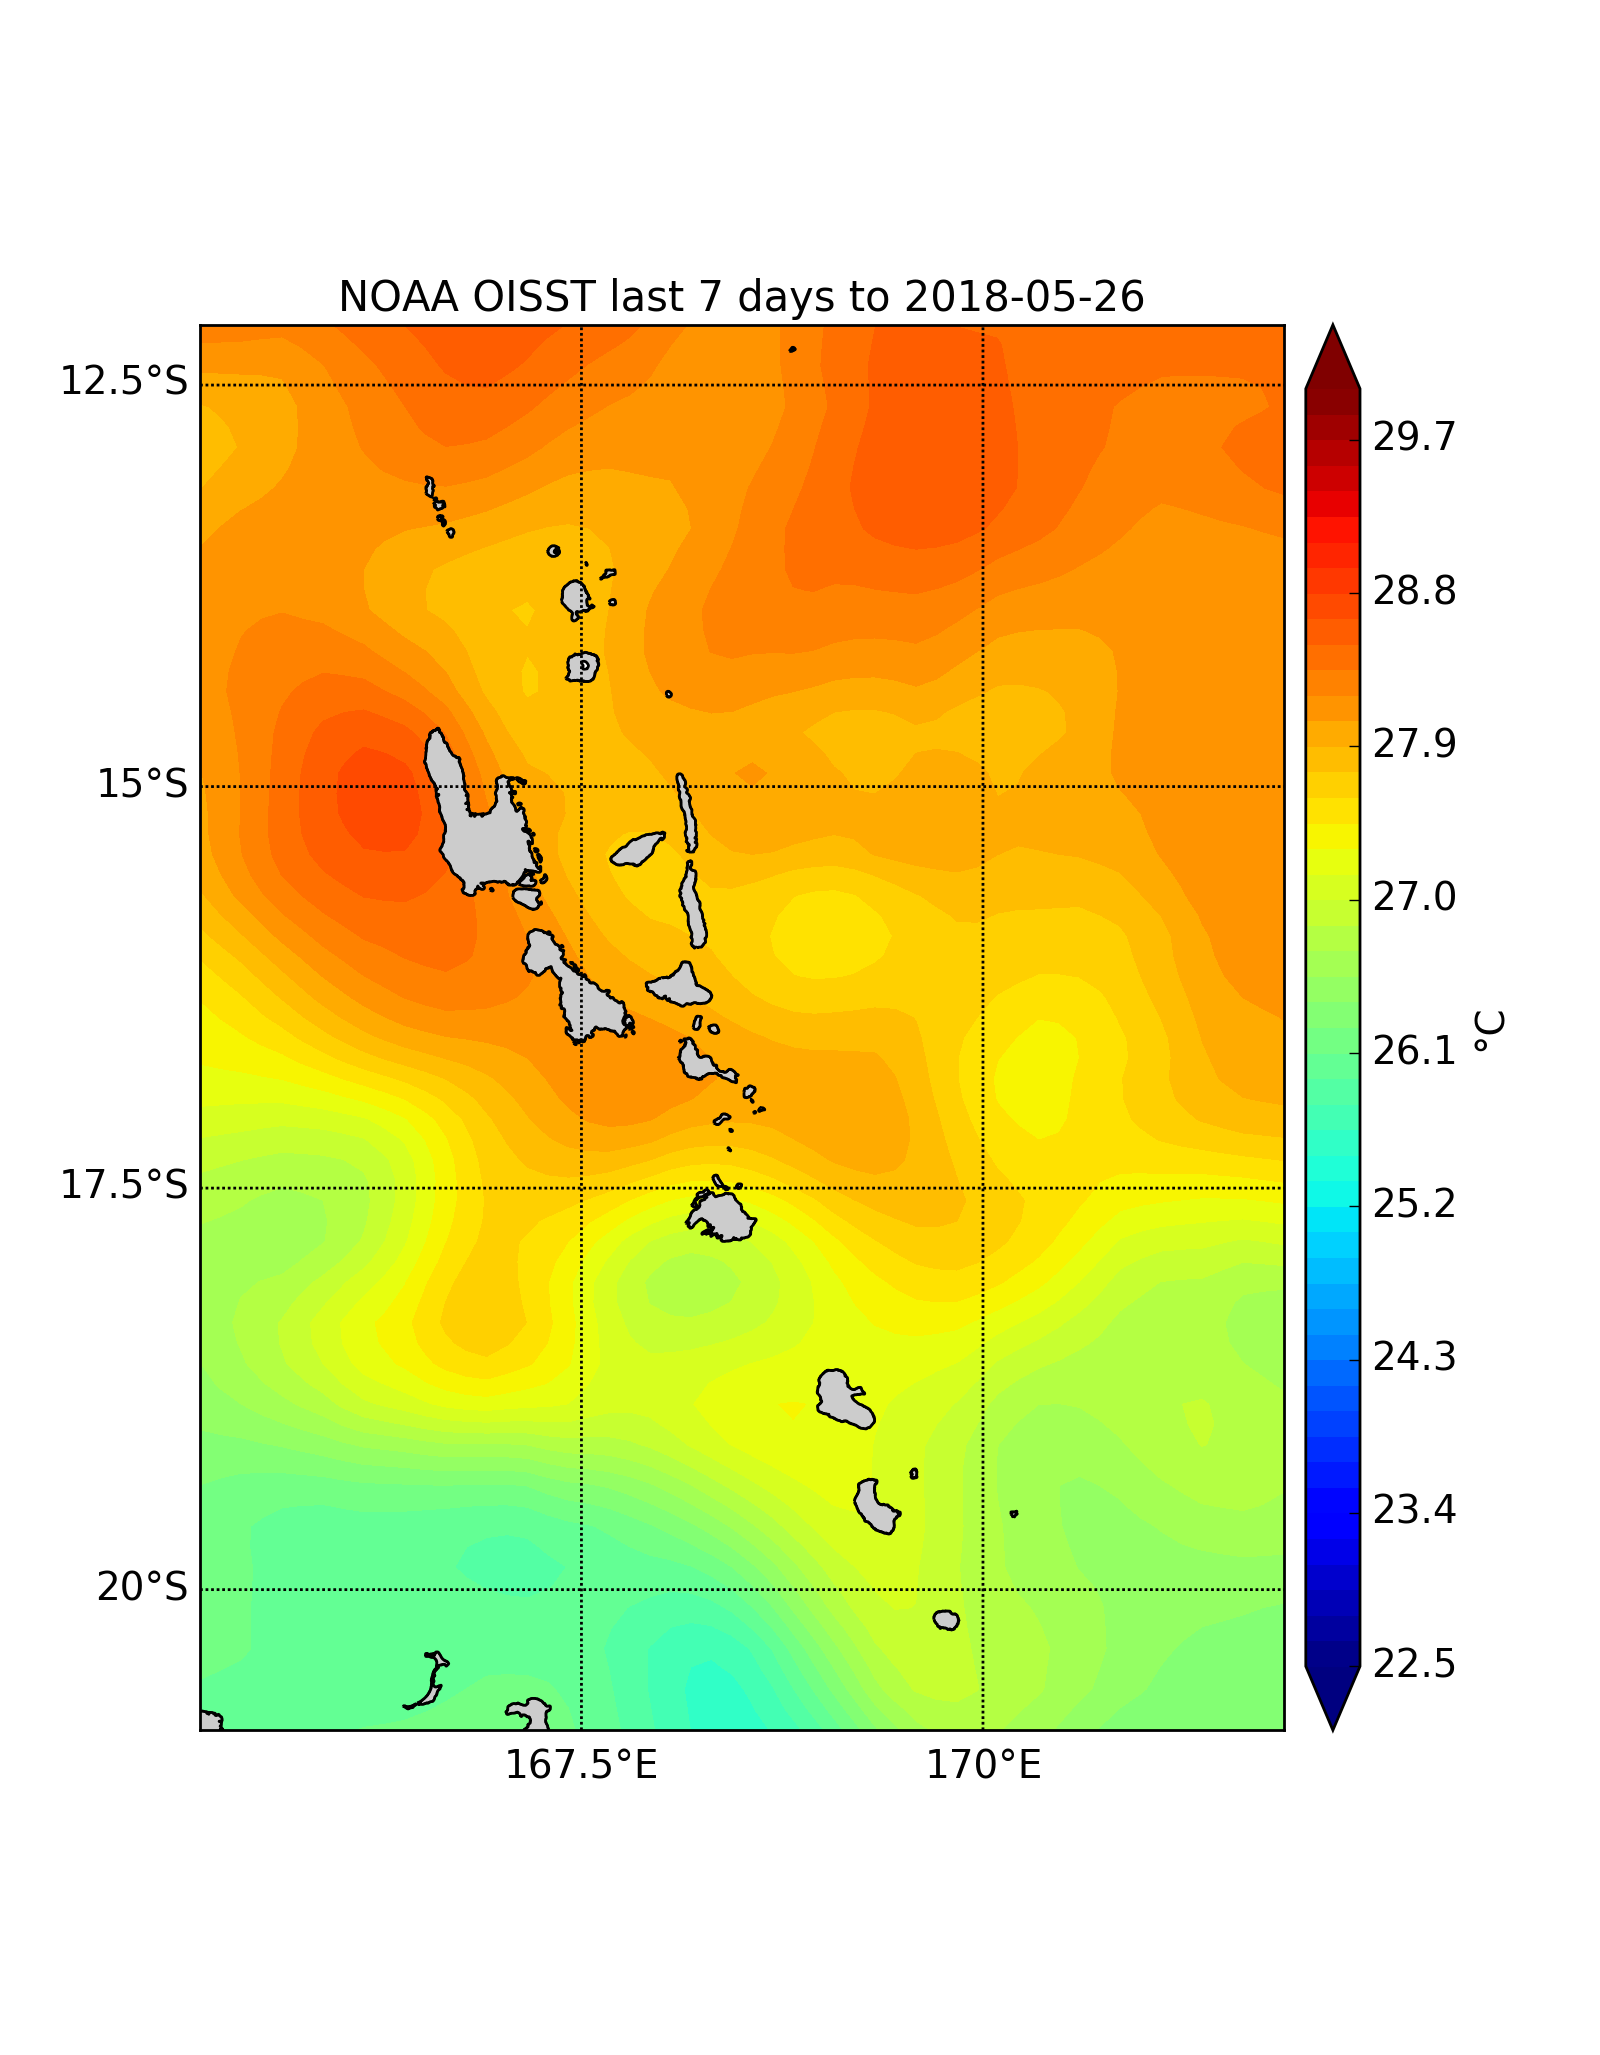 NOAA OISST last 7 days to 2018-05-26
12.5°S
15°S
17.5°S
20°S
167.5°E
170°E
29.7
28.8
27.9
27.0
26.1
25.2
24.3
23.4
22.5
°C